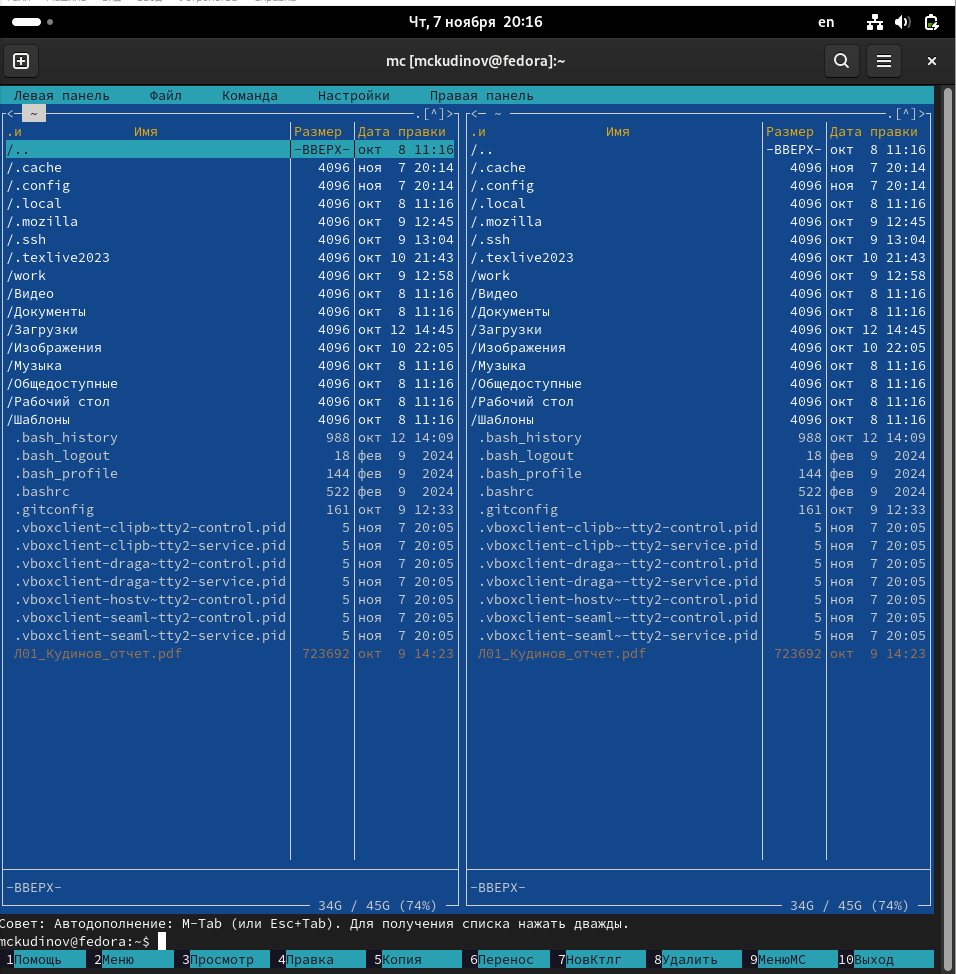 Чт, 7 ноября 20:16 en
mc [mckudinov@fedora]:~
Левая панель Файл Команда Настройки Правая панель
<- ~ .[^]> <- ~ .[^]>
.и Имя Размер Дата правки .и Имя Размер Дата правки
/.. -ВВЕРХ- окт 8 11:16 /.. -ВВЕРХ- окт 8 11:16
/.cache 4096 ноя 7 20:14 /.cache 4096 ноя 7 20:14
/.config 4096 ноя 7 20:14 /.config 4096 ноя 7 20:14
/.local 4096 окт 8 11:16 /.local 4096 окт 8 11:16
/.mozilla 4096 окт 9 12:45 /.mozilla 4096 окт 9 12:45
/.ssh 4096 окт 9 13:04 /.ssh 4096 окт 9 13:04
/.texlive2023 4096 окт 10 21:43 /.texlive2023 4096 окт 10 21:43
/work 4096 окт 9 12:58 /work 4096 окт 9 12:58
/Видео 4096 окт 8 11:16 /Видео 4096 окт 8 11:16
/Документы 4096 окт 8 11:16 /Документы 4096 окт 8 11:16
/Загрузки 4096 окт 12 14:45 /Загрузки 4096 окт 12 14:45
/Изображения 4096 окт 10 22:05 /Изображения 4096 окт 10 22:05
/Музыка 4096 окт 8 11:16 /Музыка 4096 окт 8 11:16
/Общедоступные 4096 окт 8 11:16 /Общедоступные 4096 окт 8 11:16
/Рабочий стол 4096 окт 8 11:16 /Рабочий стол 4096 окт 8 11:16
/Шаблоны 4096 окт 8 11:16 /Шаблоны 4096 окт 8 11:16
.bash_history 988 окт 12 14:09 .bash_history 988 окт 12 14:09
.bash_logout 18 фев 9 2024 .bash_logout 18 фев 9 2024
.bash_profile 144 фев 9 2024 .bash_profile 144 фев 9 2024
.bashrc 522 фев 9 2024 .bashrc 522 фев 9 2024
.gitconfig 161 окт 9 12:33 .gitconfig 161 окт 9 12:33
.vboxclient-clipb~tty2-control.pid 5 ноя 7 20:05 .vboxclient-clipb~-tty2-control.pid 5 ноя 7 20:05
.vboxclient-clipb~tty2-service.pid 5 ноя 7 20:05 .vboxclient-clipb~-tty2-service.pid 5 ноя 7 20:05
.vboxclient-draga~tty2-control.pid 5 ноя 7 20:05 .vboxclient-draga~-tty2-control.pid 5 ноя 7 20:05
.vboxclient-draga~tty2-service.pid 5 ноя 7 20:05 .vboxclient-draga~-tty2-service.pid 5 ноя 7 20:05
.vboxclient-hostv~tty2-control.pid 5 ноя 7 20:05 .vboxclient-hostv~-tty2-control.pid 5 ноя 7 20:05
.vboxclient-seaml~tty2-control.pid 5 ноя 7 20:05 .vboxclient-seaml~-tty2-control.pid 5 ноя 7 20:05
.vboxclient-seaml~tty2-service.pid 5 ноя 7 20:05 .vboxclient-seaml~-tty2-service.pid 5 ноя 7 20:05
Л01_Кудинов_отчет.pdf 723692 окт 9 14:23 Л01_Кудинов_отчет.pdf 723692 окт 9 14:23
-ВВЕРХ- -ВВЕРХ-
34G / 45G (74%) 34G / 45G (74%)
Совет: Автодополнение: M-Tab (или Esc+Tab). Для получения списка нажать дважды.
mckudinov@fedora:~$
1Помощь 2Меню 3Просмотр 4Правка 5Копия 6Перенос 7НовКтлг 8Удалить 9МенюМС 10Выход